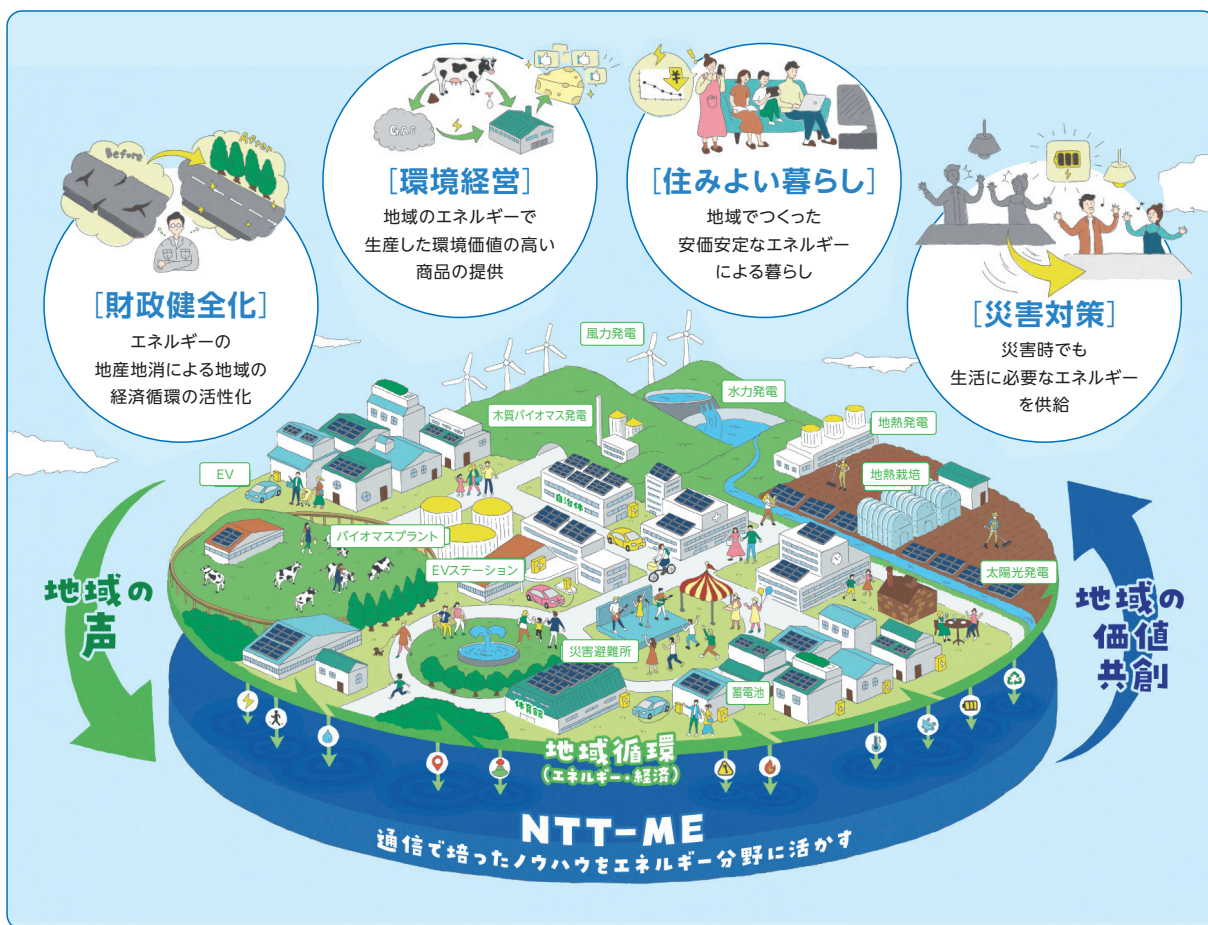 Before
After
[財政健全化]
エネルギーの
地産地消による地域の
経済循環の活性化
GAS
[環境経営]
地域のエネルギーで
生産した環境価値の高い
商品の提供
¥
[住みよい暮らし]
地域でつくった
安価安定なエネルギー
による暮らし
[災害対策]
災害時でも
生活に必要なエネルギー
を供給
風力発電
水力発電
木質バイオマス発電
地熱発電
地熱栽培
EV
自治体
バイオマスプラント
EVステーション
太陽光発電
災害避難所
体育館
蓄電池
地域の
声
地域の
価値
共創
地域循環
(エネルギー・経済)
NTT-ME
通信で培ったノウハウをエネルギー分野に活かす